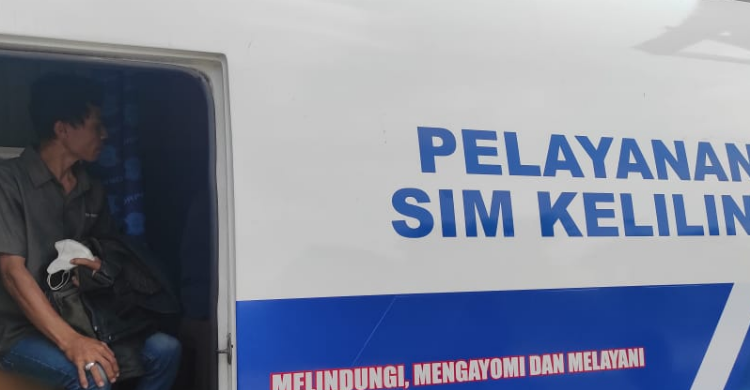 PELAYANAN
SIM KELILIN
MELINDUNGI, MENGAYOMI DAN MELAYANI